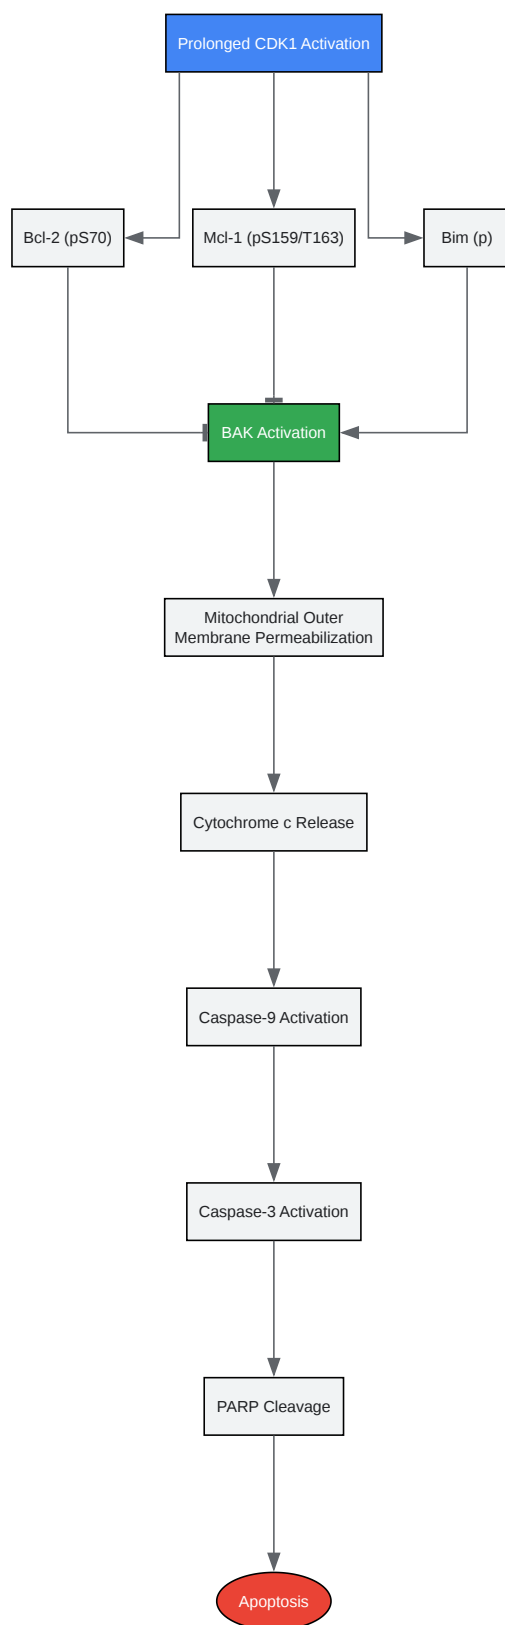 Prolonged CDK1 Activation
Bcl-2 (pS70)
Mcl-1 (pS159/T163)
Bim (p)
BAK Activation
Mitochondrial Outer
Membrane Permeabilization
Cytochrome c Release
Caspase-9 Activation
Caspase-3 Activation
PARP Cleavage
Apoptosis